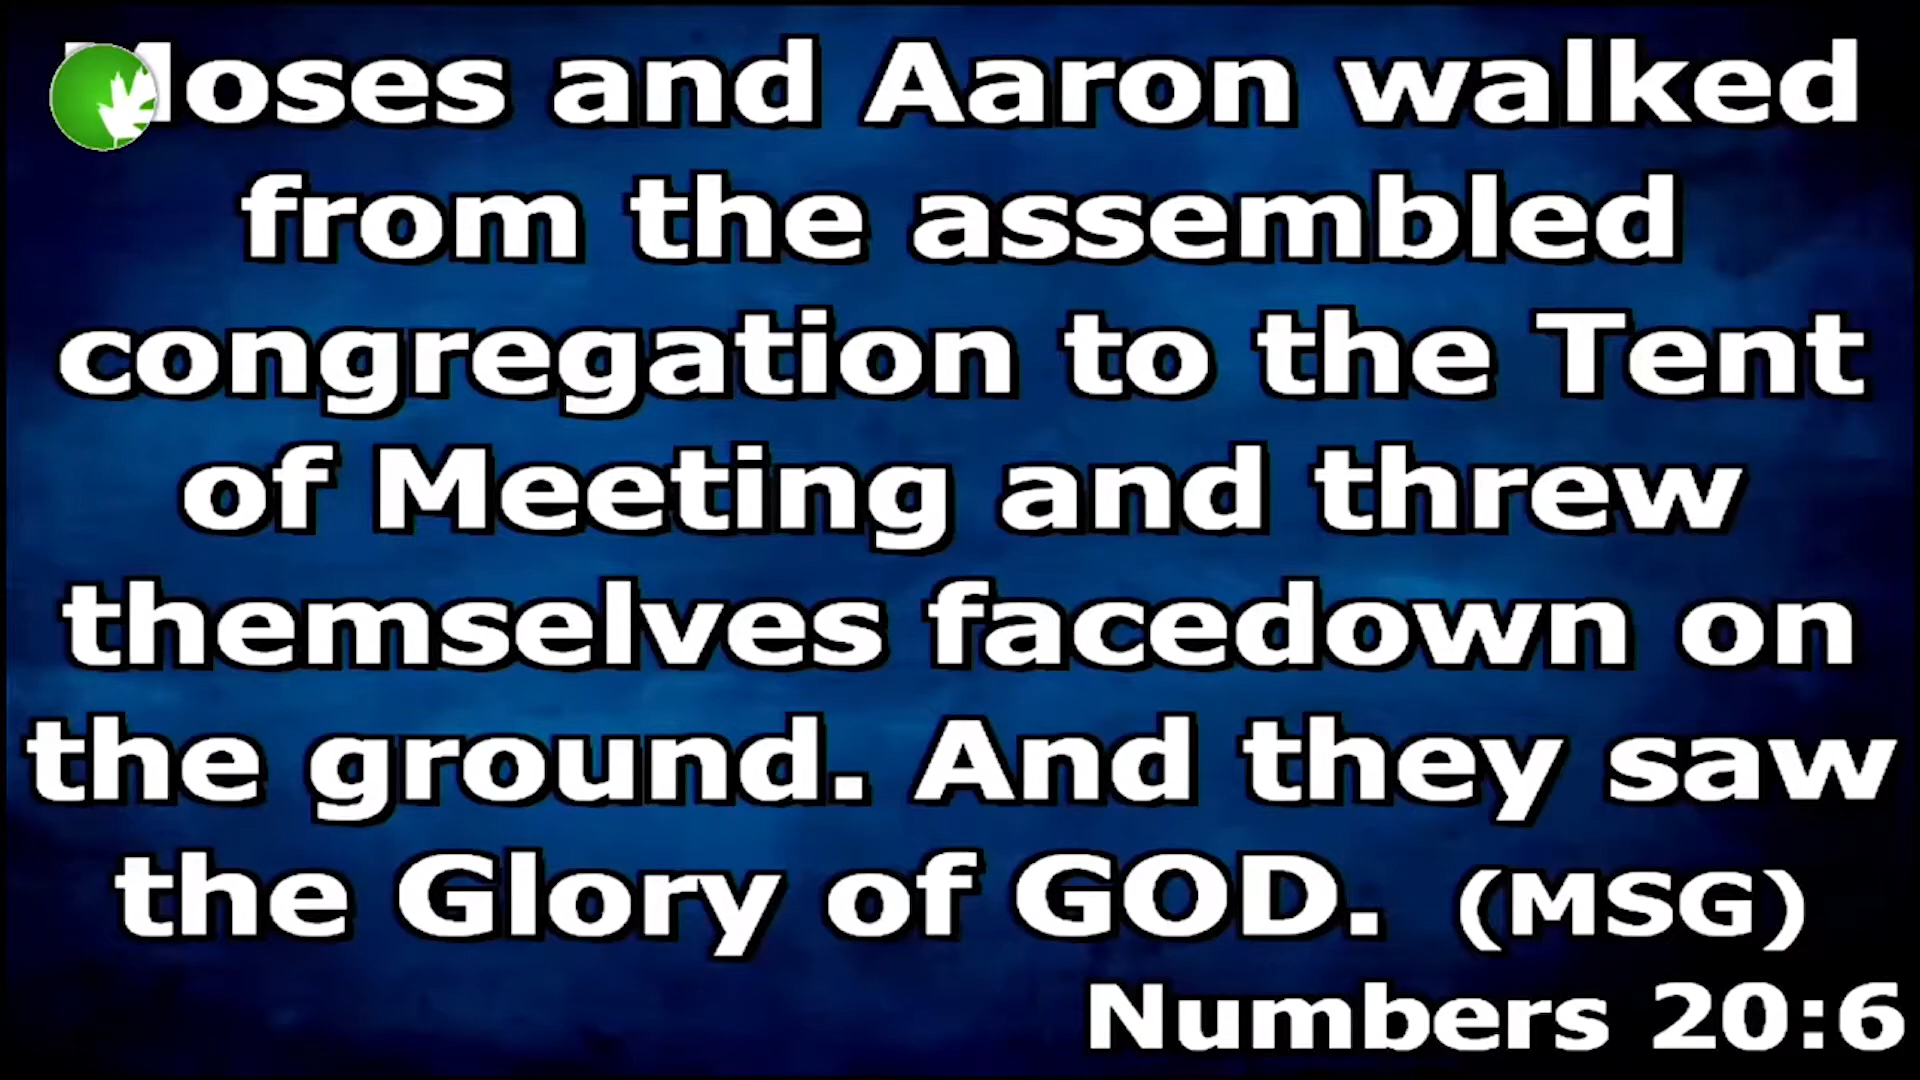 Moses and Aaron walked
from the assembled
congregation to the Tent
of Meeting and threw
themselves facedown on
the ground. And they saw
the Glory of GOD. (MSG)
Numbers 20:6